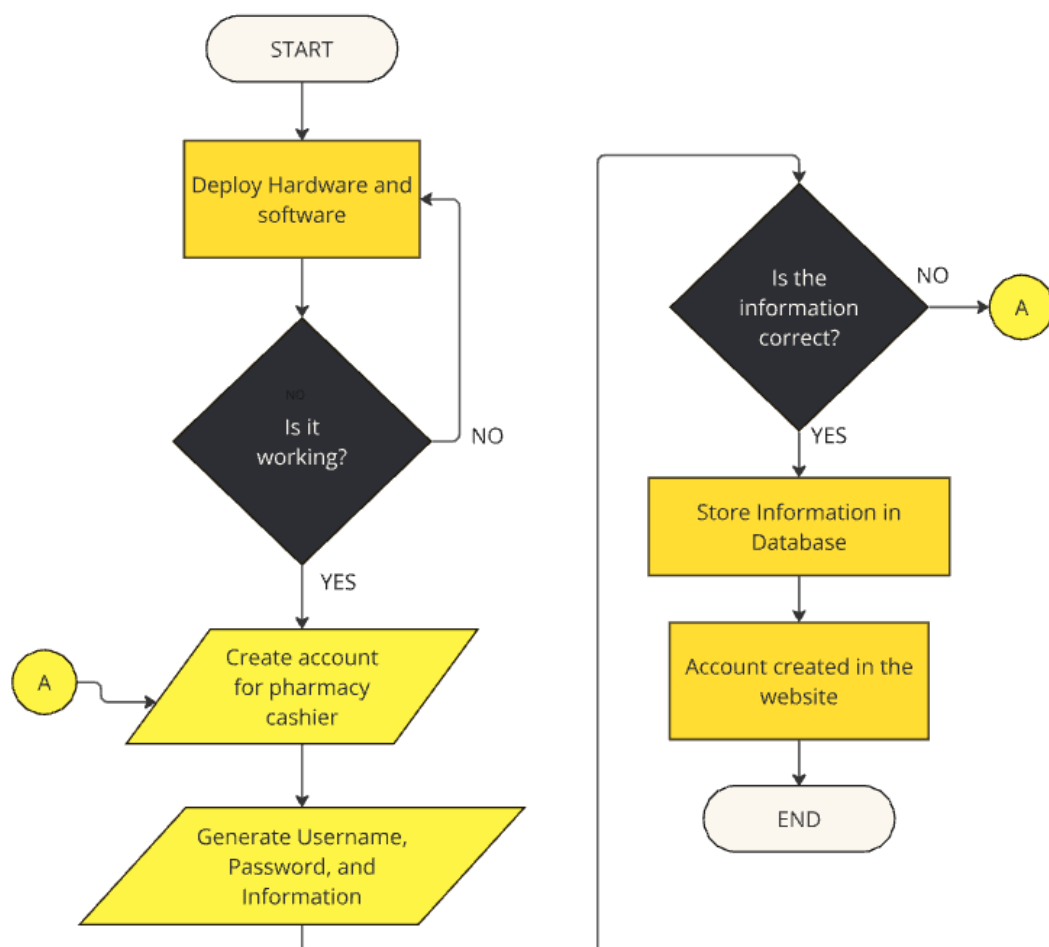 START
Deploy Hardware and
software
NO
Is it
working?
NO
YES
A
Create account
for pharmacy
cashier
Generate Username,
Password, and
Information
Is the
information
correct?
NO
A
YES
Store Information in
Database
Account created in the
website
END